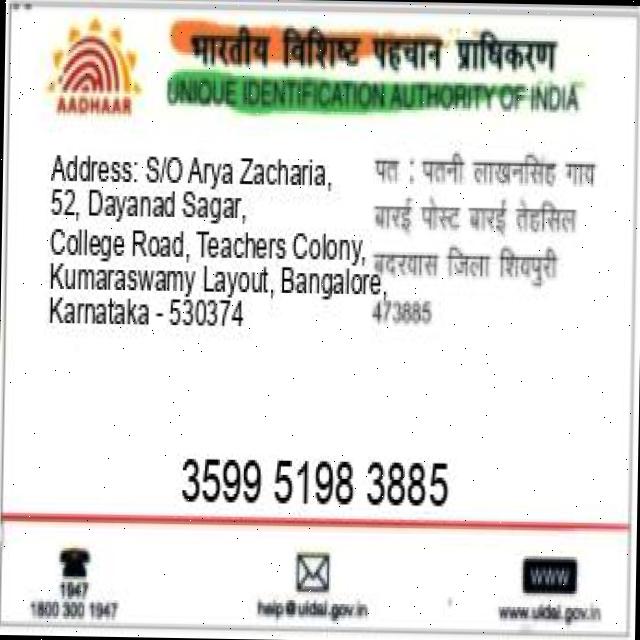 भारतीय विशिष्ट पहचान प्राधिकरण
UNIQUE IDENTIFICATION AUTHORITY OF INDIA
AADHAAR
Address: S/O Arya Zacharia,
52, Dayanad Sagar,
College Road, Teachers Colony,
Kumaraswamy Layout, Bangalore,
Karnataka - 530374
पत : पतनी लाखनसिंह गाय
बारई पोस्ट बारई तेहसिल
बदरवास जिला शिवपुरी
473885
3599 5198 3885
1947
1800 300 1947
help@uidai.gov.in
www
www.uidai.gov.in